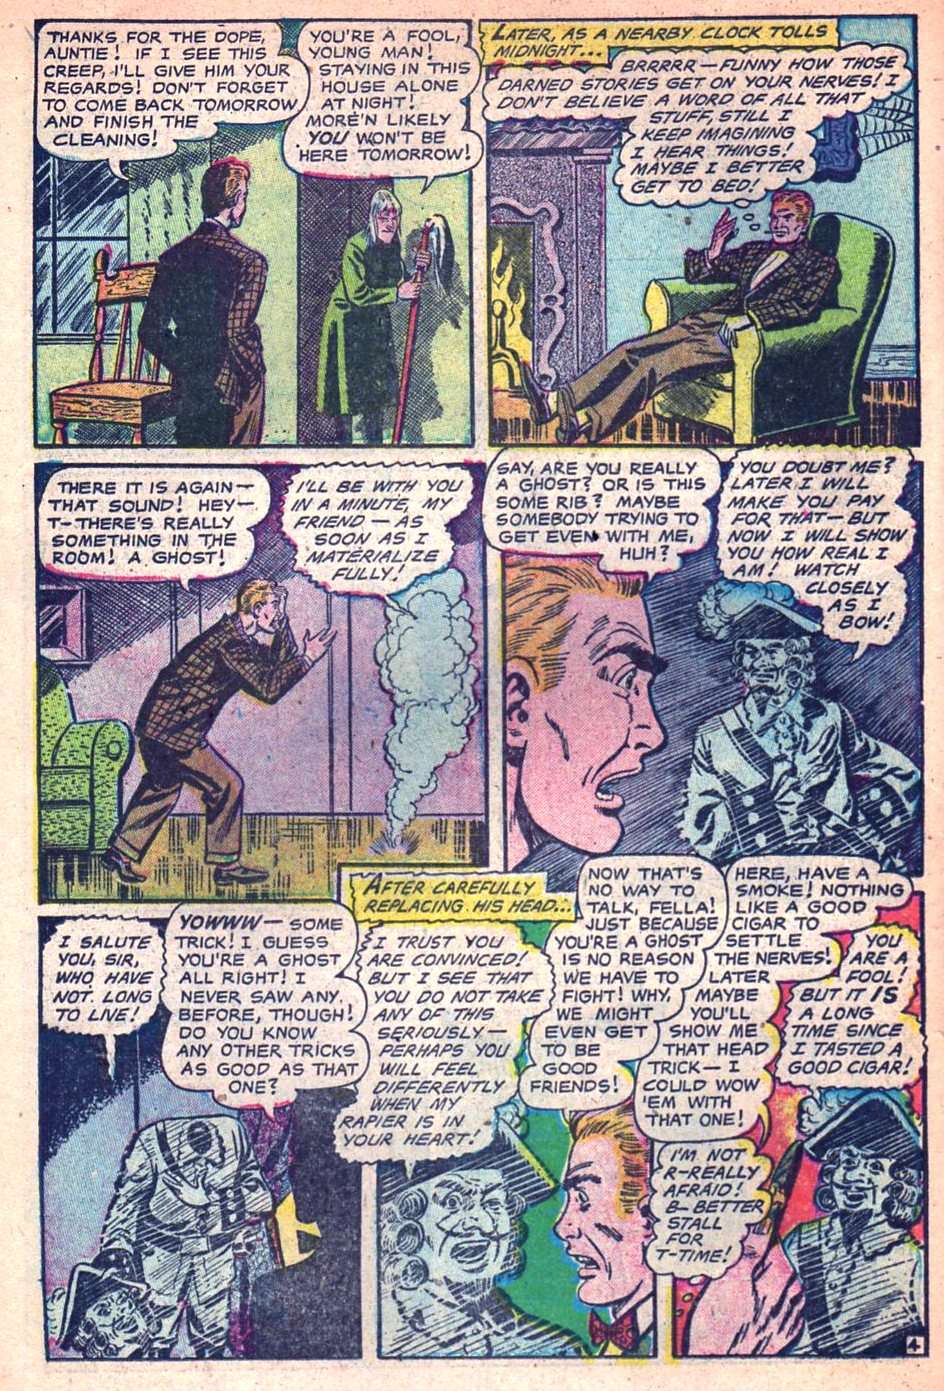 THANKS FOR THE DOPE,
AUNTIE! IF I SEE THIS
CREEP, I'LL GIVE HIM YOUR
REGARDS! DON'T FORGET
TO COME BACK TOMORROW
AND FINISH THE
CLEANING!
YOU'RE A FOOL,
YOUNG MAN!
STAYING IN THIS
HOUSE ALONE
AT NIGHT!
MORE'N LIKELY
YOU WON'T BE
HERE TOMORROW!
LATER, AS A NEARBY CLOCK TOLLS
MIDNIGHT...
BRRRRR—FUNNY HOW THOSE
DARNED STORIES GET ON YOUR NERVES! I
DON'T BELIEVE A WORD OF ALL THAT
STUFF, STILL I
KEEP IMAGINING
I HEAR THINGS!
MAYBE I BETTER
GET TO BED!
THERE IT IS AGAIN—
THAT SOUND! HEY—
T-THERE'S REALLY
SOMETHING IN THE
ROOM! A GHOST!
I'LL BE WITH YOU
IN A MINUTE, MY
FRIEND—AS
SOON AS I
MATERIALIZE
FULLY!
SAY, ARE YOU REALLY
A GHOST? OR IS THIS
SOME RIB? MAYBE
SOMEBODY TRYING TO
GET EVEN WITH ME,
HUH?
YOU DOUBT ME?
LATER I WILL
MAKE YOU PAY
FOR THAT—BUT
NOW I WILL SHOW
YOU HOW REAL I
AM! WATCH
CLOSELY
AS I
BOW!
I SALUTE
YOU, SIR,
WHO HAVE
NOT LONG
TO LIVE!
YOWWW—SOME
TRICK! I GUESS
YOU'RE A GHOST
ALL RIGHT! I
NEVER SAW ANY
BEFORE, THOUGH!
DO YOU KNOW
ANY OTHER TRICKS
AS GOOD AS THAT
ONE?
AFTER CAREFULLY
REPLACING HIS HEAD...
I TRUST YOU
ARE CONVINCED!
BUT I SEE THAT
YOU DO NOT TAKE
ANY OF THIS
SERIOUSLY—
PERHAPS YOU
WILL FEEL
DIFFERENTLY
WHEN MY
RAPIER IS IN
YOUR HEART!
NOW THAT'S
NO WAY TO
TALK, FELLA!
JUST BECAUSE
YOU'RE A GHOST
IS NO REASON
WE HAVE TO
FIGHT! WHY,
WE MIGHT
EVEN GET
TO BE
GOOD
FRIENDS!
HERE, HAVE A
SMOKE! NOTHING
LIKE A GOOD
CIGAR TO
SETTLE
THE NERVES!
LATER
MAYBE
YOU'LL
SHOW ME
THAT HEAD
TRICK—I
COULD WOW
'EM WITH
THAT ONE!
I'M NOT
R-REALLY
AFRAID!
B-BETTER
STALL
FOR
T-TIME!
YOU
ARE A
FOOL!
BUT IT IS
A LONG
TIME SINCE
I TASTED A
GOOD CIGAR!
4